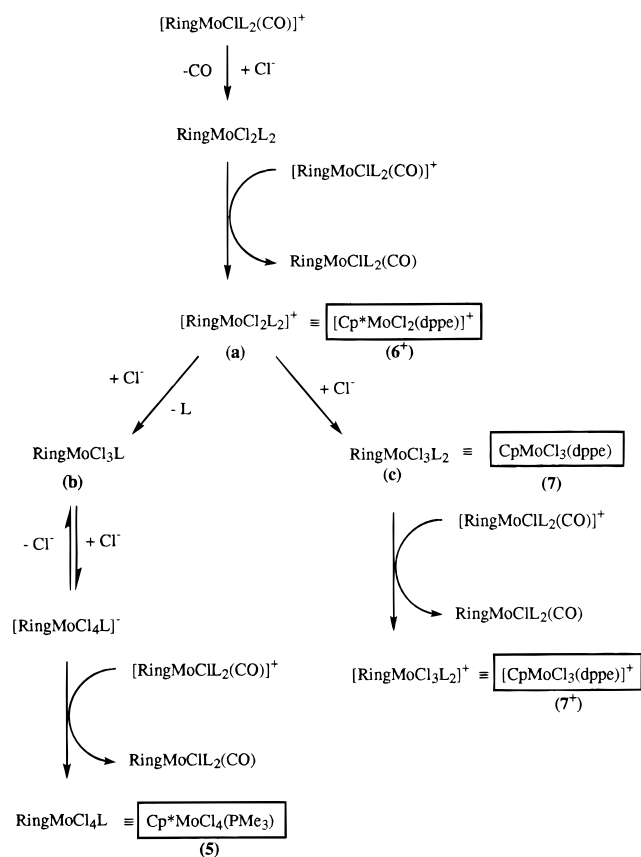 [RingMoClL₂(CO)]⁺
-CO + Cl⁻
RingMoCl₂L₂
[RingMoClL₂(CO)]⁺
RingMoClL₂(CO)
[RingMoCl₂L₂]⁺ ≡ [Cp*MoCl₂(dppe)]⁺
(a) (6⁺)
+ Cl⁻ + Cl⁻
- L
RingMoCl₃L RingMoCl₃L₂ ≡ CpMoCl₃(dppe)
(b) (c) (7)
[RingMoClL₂(CO)]⁺
- Cl⁻ + Cl⁻
RingMoClL₂(CO)
[RingMoCl₄L]⁻
[RingMoClL₂(CO)]⁺ [RingMoCl₃L₂]⁺ ≡ [CpMoCl₃(dppe)]⁺
(7⁺)
RingMoClL₂(CO)
RingMoCl₄L ≡ Cp*MoCl₄(PMe₃)
(5)